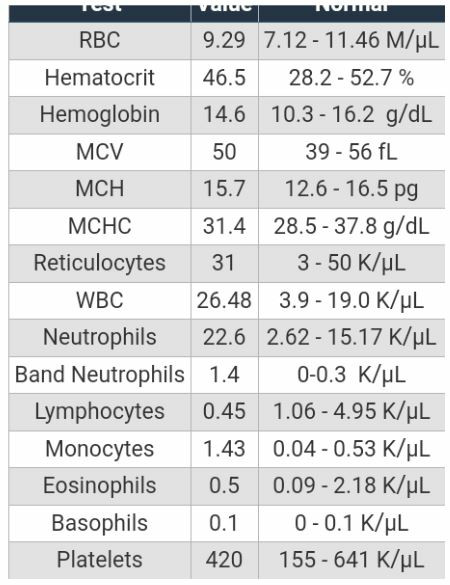 Test Value Normal
RBC 9.29 7.12 - 11.46 M/µL
Hematocrit 46.5 28.2 - 52.7 %
Hemoglobin 14.6 10.3 - 16.2 g/dL
MCV 50 39 - 56 fL
MCH 15.7 12.6 - 16.5 pg
MCHC 31.4 28.5 - 37.8 g/dL
Reticulocytes 31 3 - 50 K/µL
WBC 26.48 3.9 - 19.0 K/µL
Neutrophils 22.6 2.62 - 15.17 K/µL
Band Neutrophils 1.4 0-0.3 K/µL
Lymphocytes 0.45 1.06 - 4.95 K/µL
Monocytes 1.43 0.04 - 0.53 K/µL
Eosinophils 0.5 0.09 - 2.18 K/µL
Basophils 0.1 0 - 0.1 K/µL
Platelets 420 155 - 641 K/µL